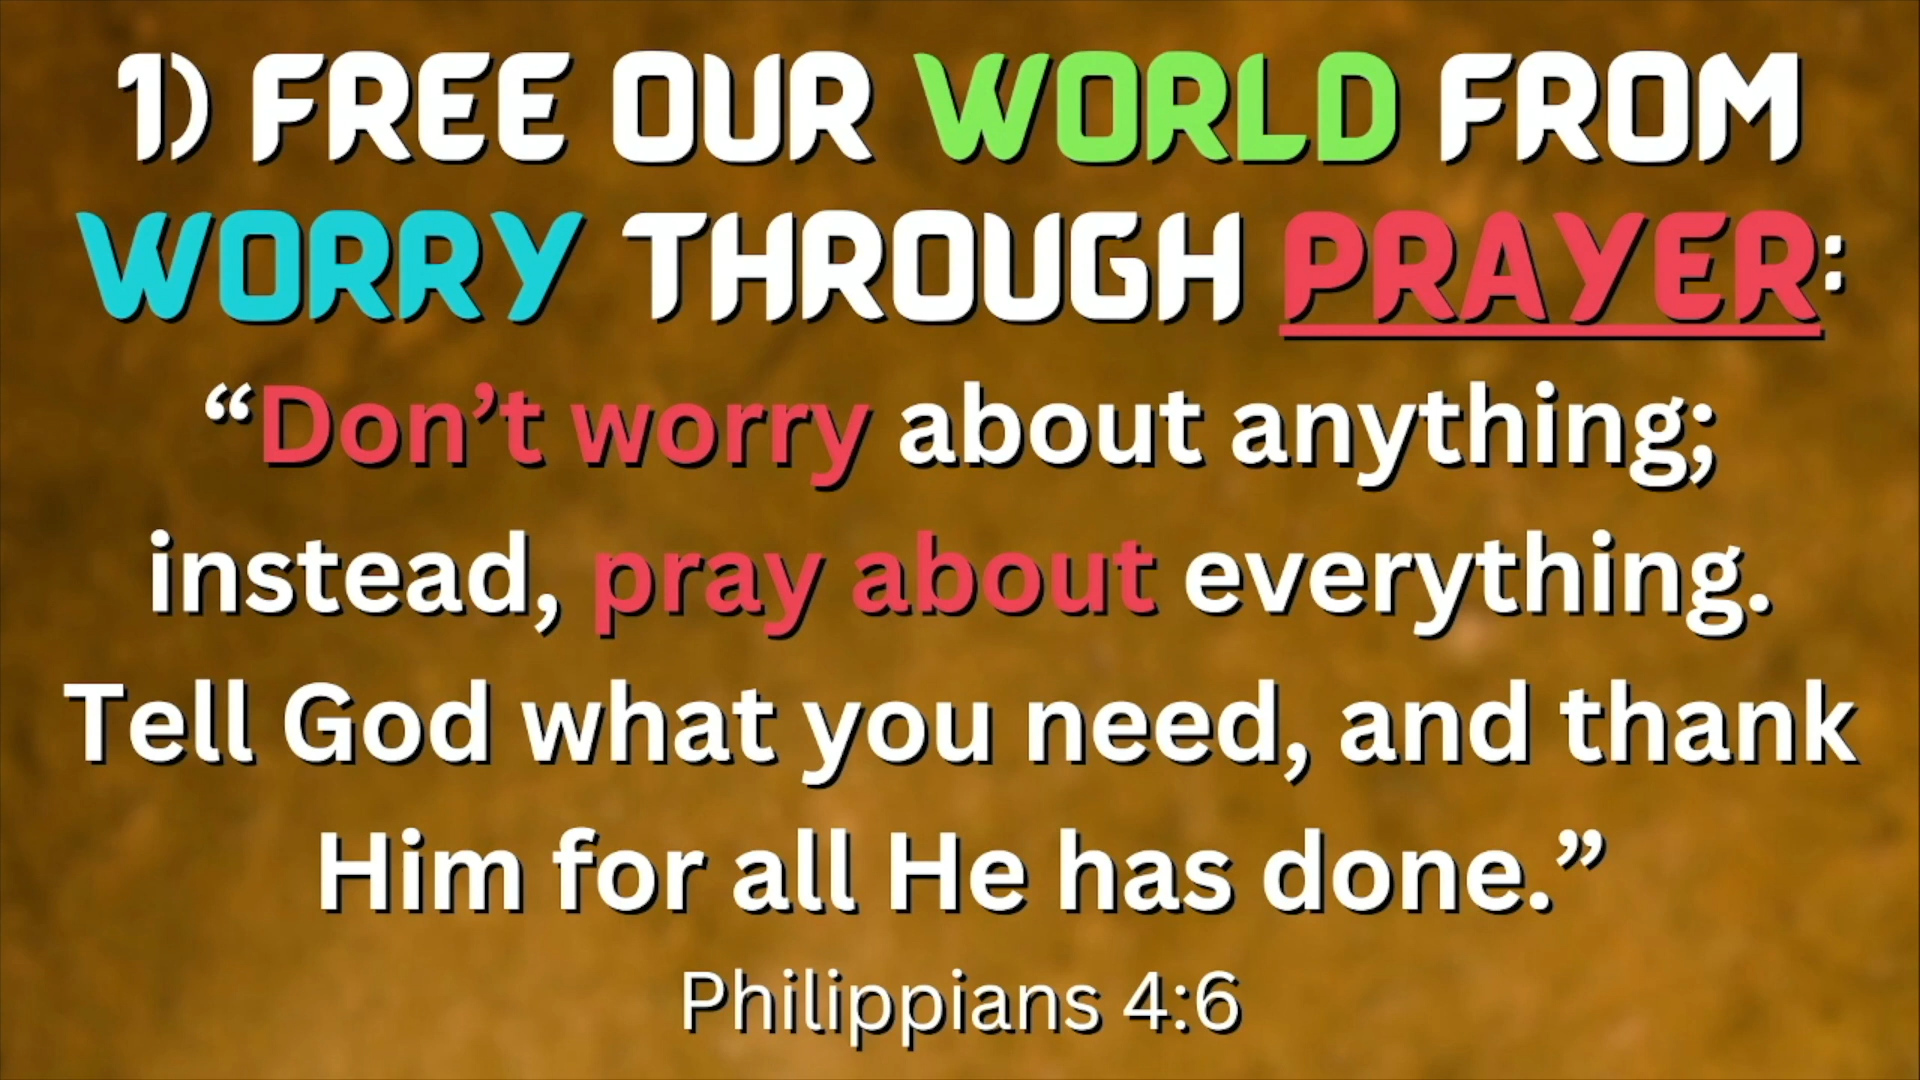 1) FREE OUR WORLD FROM
WORRY THROUGH PRAYER:
“Don’t worry about anything;
instead, pray about everything.
Tell God what you need, and thank
Him for all He has done.”
Philippians 4:6